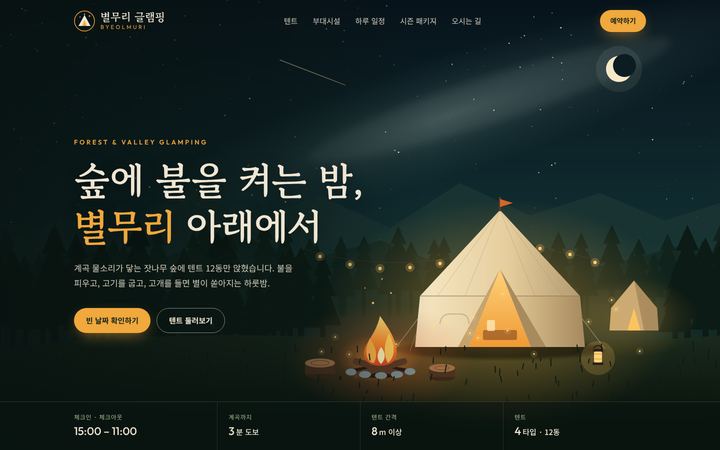 별무리 글램핑
BYEOLMURI
텐트 부대시설 하루 일정 시즌 패키지 오시는 길
예약하기
FOREST & VALLEY GLAMPING
숲에 불을 켜는 밤,
별무리 아래에서
계곡 물소리가 닿는 잣나무 숲에 텐트 12동만 앉혔습니다. 불을
피우고, 고기를 굽고, 고개를 들면 별이 쏟아지는 하룻밤.
빈 날짜 확인하기 텐트 둘러보기
체크인 · 체크아웃
15:00 – 11:00
계곡까지
3 분 도보
텐트 간격
8 m 이상
텐트
4 타입 · 12동